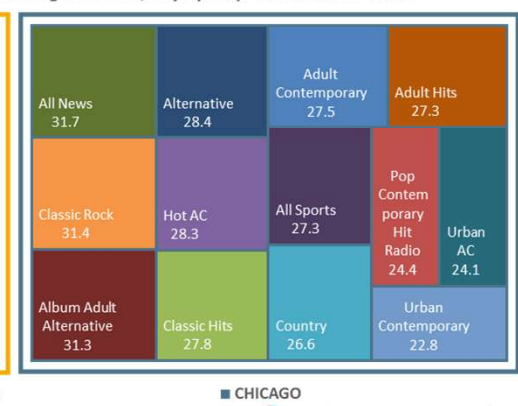 All News
31.7
Alternative
28.4
Adult
Contemporary
27.5
Adult Hits
27.3
Classic Rock
31.4
Hot AC
28.3
All Sports
27.3
Pop
Contem
porary
Hit
Radio
24.4
Urban
AC
24.1
Album Adult
Alternative
31.3
Classic Hits
27.8
Country
26.6
Urban
Contemporary
22.8
CHICAGO